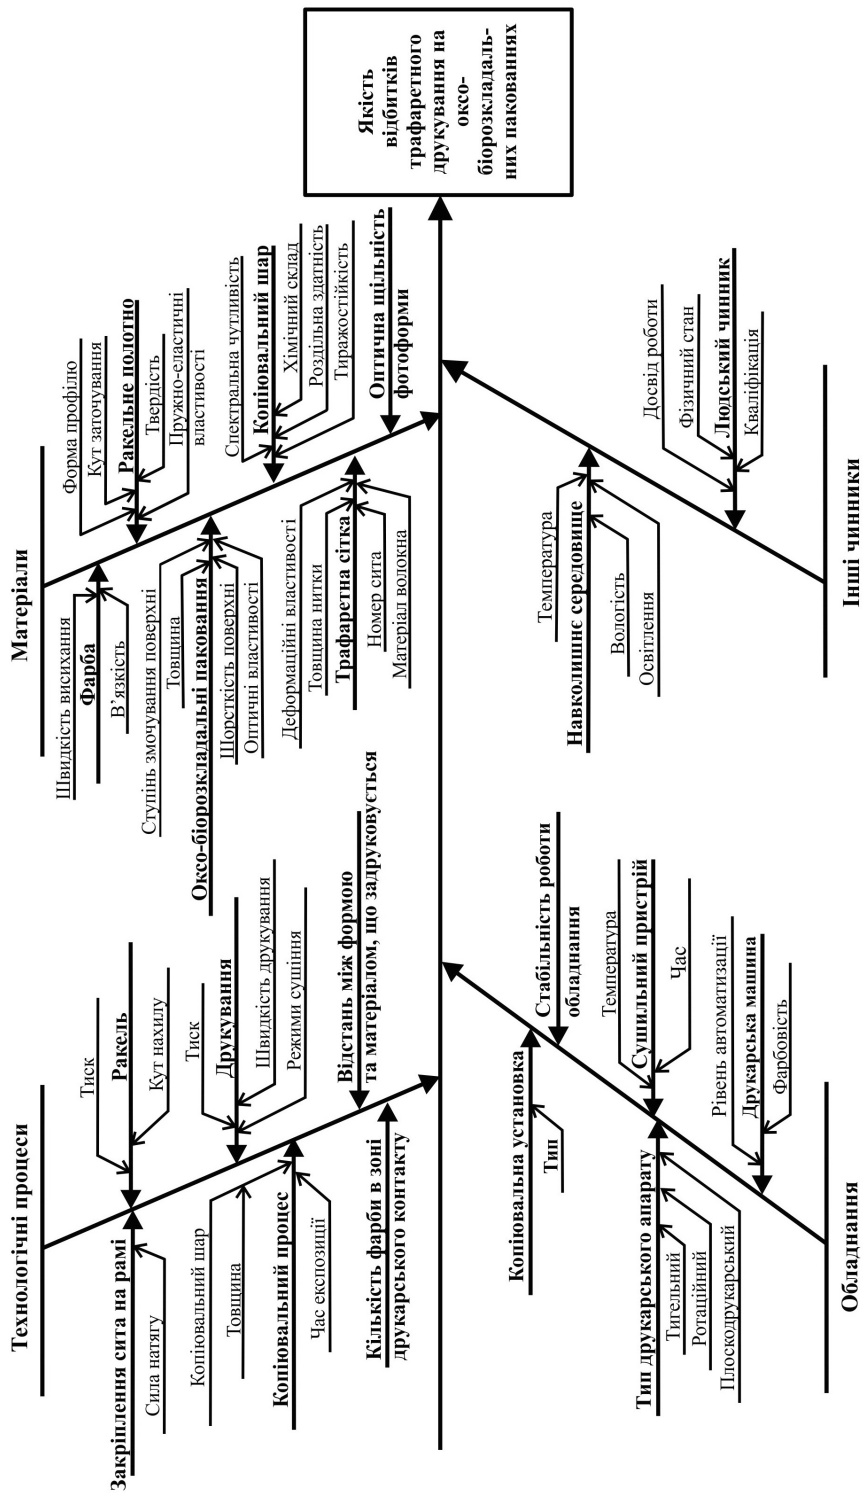 Технологічні процеси
Закріплення сита на рамі
Сила натягу
Тиск
Ракель
Кут нахилу
Копіювальний шар
Товщина
Копіювальний процес
Час експозиції
Тиск
Друкування
Швидкість друкування
Режими сушіння
Кількість фарби в зоні
друкарського контакту
Відстань між формою
та матеріалом, що задруковується
Матеріали
Швидкість висихання
Фарба
В’язкість
Форма профілю
Кут заточування
Ракельне полотно
Твердість
Пружно-еластичні
властивості
Ступінь змочування поверхні
Товщина
Оксо-біорозкладальні паковання
Шорсткість поверхні
Оптичні властивості
Спектральна чутливість
Копіювальний шар
Хімічний склад
Роздільна здатність
Тиражостійкість
Деформаційні властивості
Товщина нитки
Трафаретна сітка
Номер сита
Матеріал волокна
Оптична щільність
фотоформи
Якість
відбитків
трафаретного
друкування на
оксо-
біорозкладаль-
них пакованнях
Копіювальна установка
Тип
Стабільність роботи
обладнання
Температура
Сушильний пристрій
Час
Тип друкарського апарату
Тигельний
Ротаційний
Плоскодрукарський
Рівень автоматизації
Друкарська машина
Фарбовість
Обладнання
Температура
Навколишнє середовище
Вологість
Освітлення
Досвід роботи
Фізичний стан
Людський чинник
Кваліфікація
Інші чинники